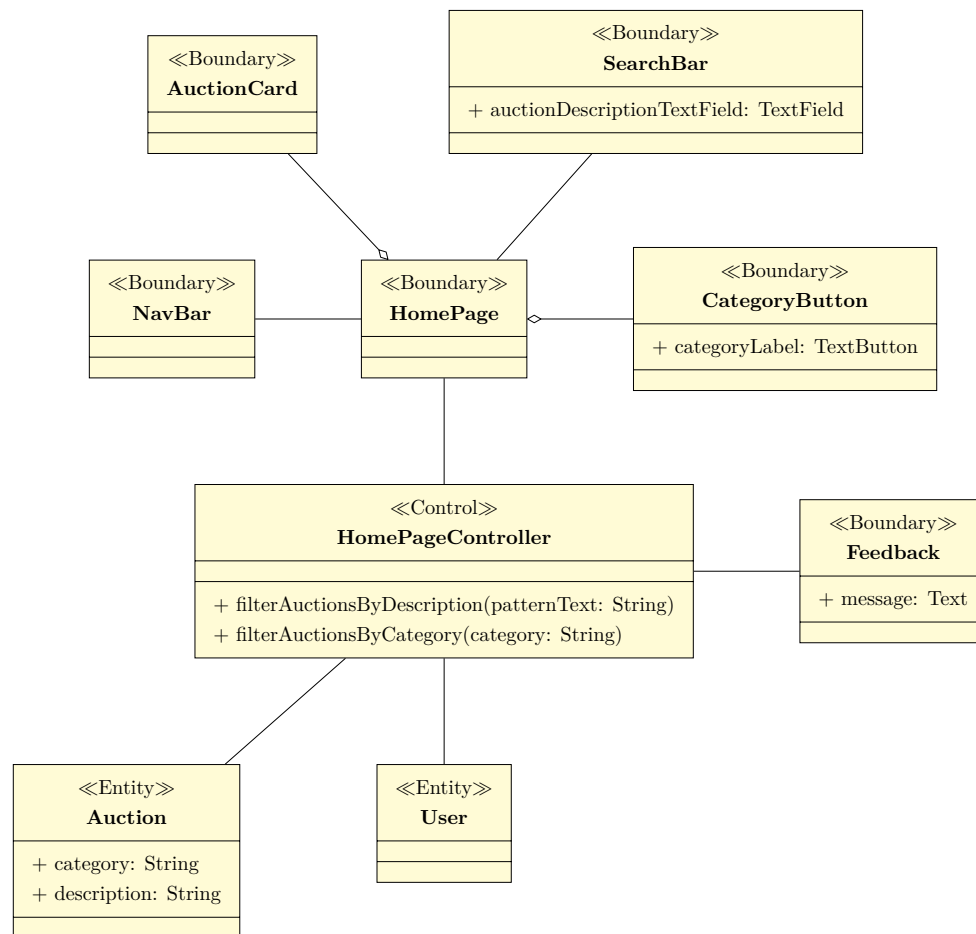 ≪Boundary≫
AuctionCard
≪Boundary≫
SearchBar
+ auctionDescriptionTextField: TextField
≪Boundary≫
NavBar
≪Boundary≫
HomePage
≪Boundary≫
CategoryButton
+ categoryLabel: TextButton
≪Control≫
HomePageController
+ filterAuctionsByDescription(patternText: String)
+ filterAuctionsByCategory(category: String)
≪Boundary≫
Feedback
+ message: Text
≪Entity≫
Auction
+ category: String
+ description: String
≪Entity≫
User